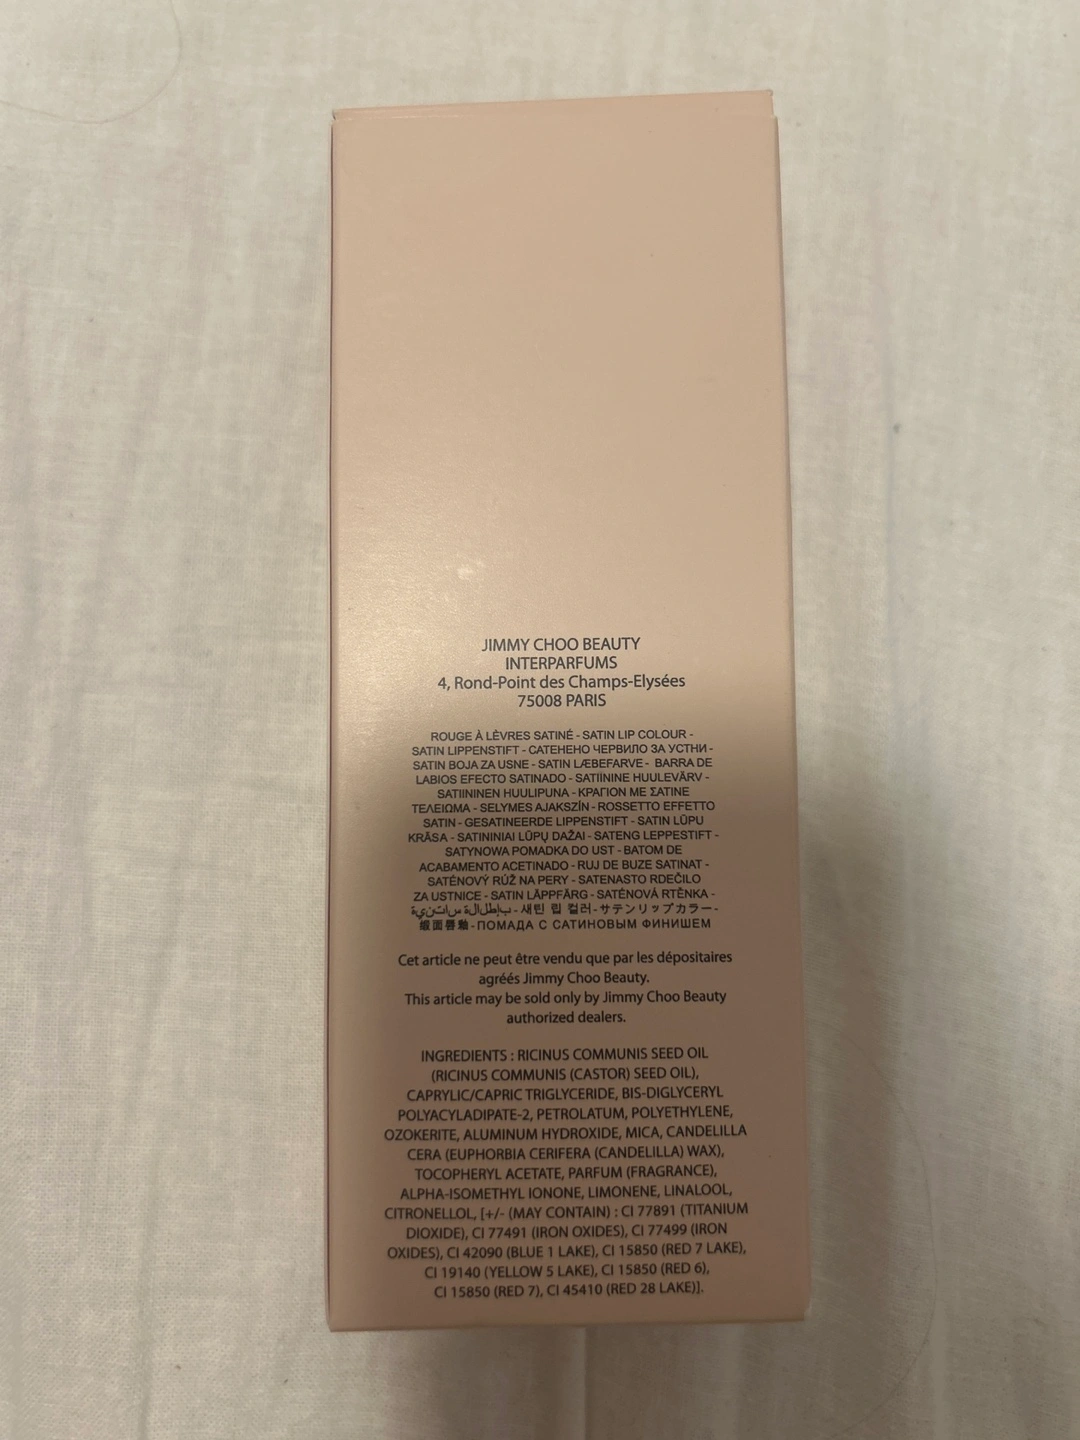 JIMMY CHOO BEAUTY
INTERPARFUMS
4, Rond-Point des Champs-Elysées
75008 PARIS
ROUGE À LÈVRES SATINÉ - SATIN LIP COLOUR -
SATIN LIPPENSTIFT - САТЕНЕНО ЧЕРВИЛО ЗА УСТНИ -
SATIN BOJA ZA USNE - SATIN LÆBEFARVE - BARRA DE
LABIOS EFECTO SATINADO - SATIININE HUULEVÄRV -
SATIININEN HUULIPUNA - ΚΡΑΓΙΟΝ ΜΕ ΣΑΤΙΝΕ
ΤΕΛΕΙΩΜΑ - SELYMES AJAKSZÍN - ROSSETTO EFFETTO
SATIN - GESATINEERDE LIPPENSTIFT - SATIN LŪPU
KRĀSA - SATININIAI LŪPŲ DAŽAI - SATENG LEPPESTIFT -
SATYNOWA POMADKA DO UST - BATOM DE
ACABAMENTO ACETINADO - RUJ DE BUZE SATINAT -
SATÉNOVÝ RÚŽ NA PERY - SATENASTO RDEČILO
ZA USTNICE - SATIN LÄPPFÄRG - SATÉNOVÁ RTĚNKA -
- 새틴 립 컬러 - サテンリップカラー -
緞面唇釉 - ПОМАДА С САТИНОВЫМ ФИНИШЕМ
Cet article ne peut être vendu que par les dépositaires
agréés Jimmy Choo Beauty.
This article may be sold only by Jimmy Choo Beauty
authorized dealers.
INGREDIENTS : RICINUS COMMUNIS SEED OIL
(RICINUS COMMUNIS (CASTOR) SEED OIL),
CAPRYLIC/CAPRIC TRIGLYCERIDE, BIS-DIGLYCERYL
POLYACYLADIPATE-2, PETROLATUM, POLYETHYLENE,
OZOKERITE, ALUMINUM HYDROXIDE, MICA, CANDELILLA
CERA (EUPHORBIA CERIFERA (CANDELILLA) WAX),
TOCOPHERYL ACETATE, PARFUM (FRAGRANCE),
ALPHA-ISOMETHYL IONONE, LIMONENE, LINALOOL,
CITRONELLOL, [+/- (MAY CONTAIN) : CI 77891 (TITANIUM
DIOXIDE), CI 77491 (IRON OXIDES), CI 77499 (IRON
OXIDES), CI 42090 (BLUE 1 LAKE), CI 15850 (RED 7 LAKE),
CI 19140 (YELLOW 5 LAKE), CI 15850 (RED 6),
CI 15850 (RED 7), CI 45410 (RED 28 LAKE)].